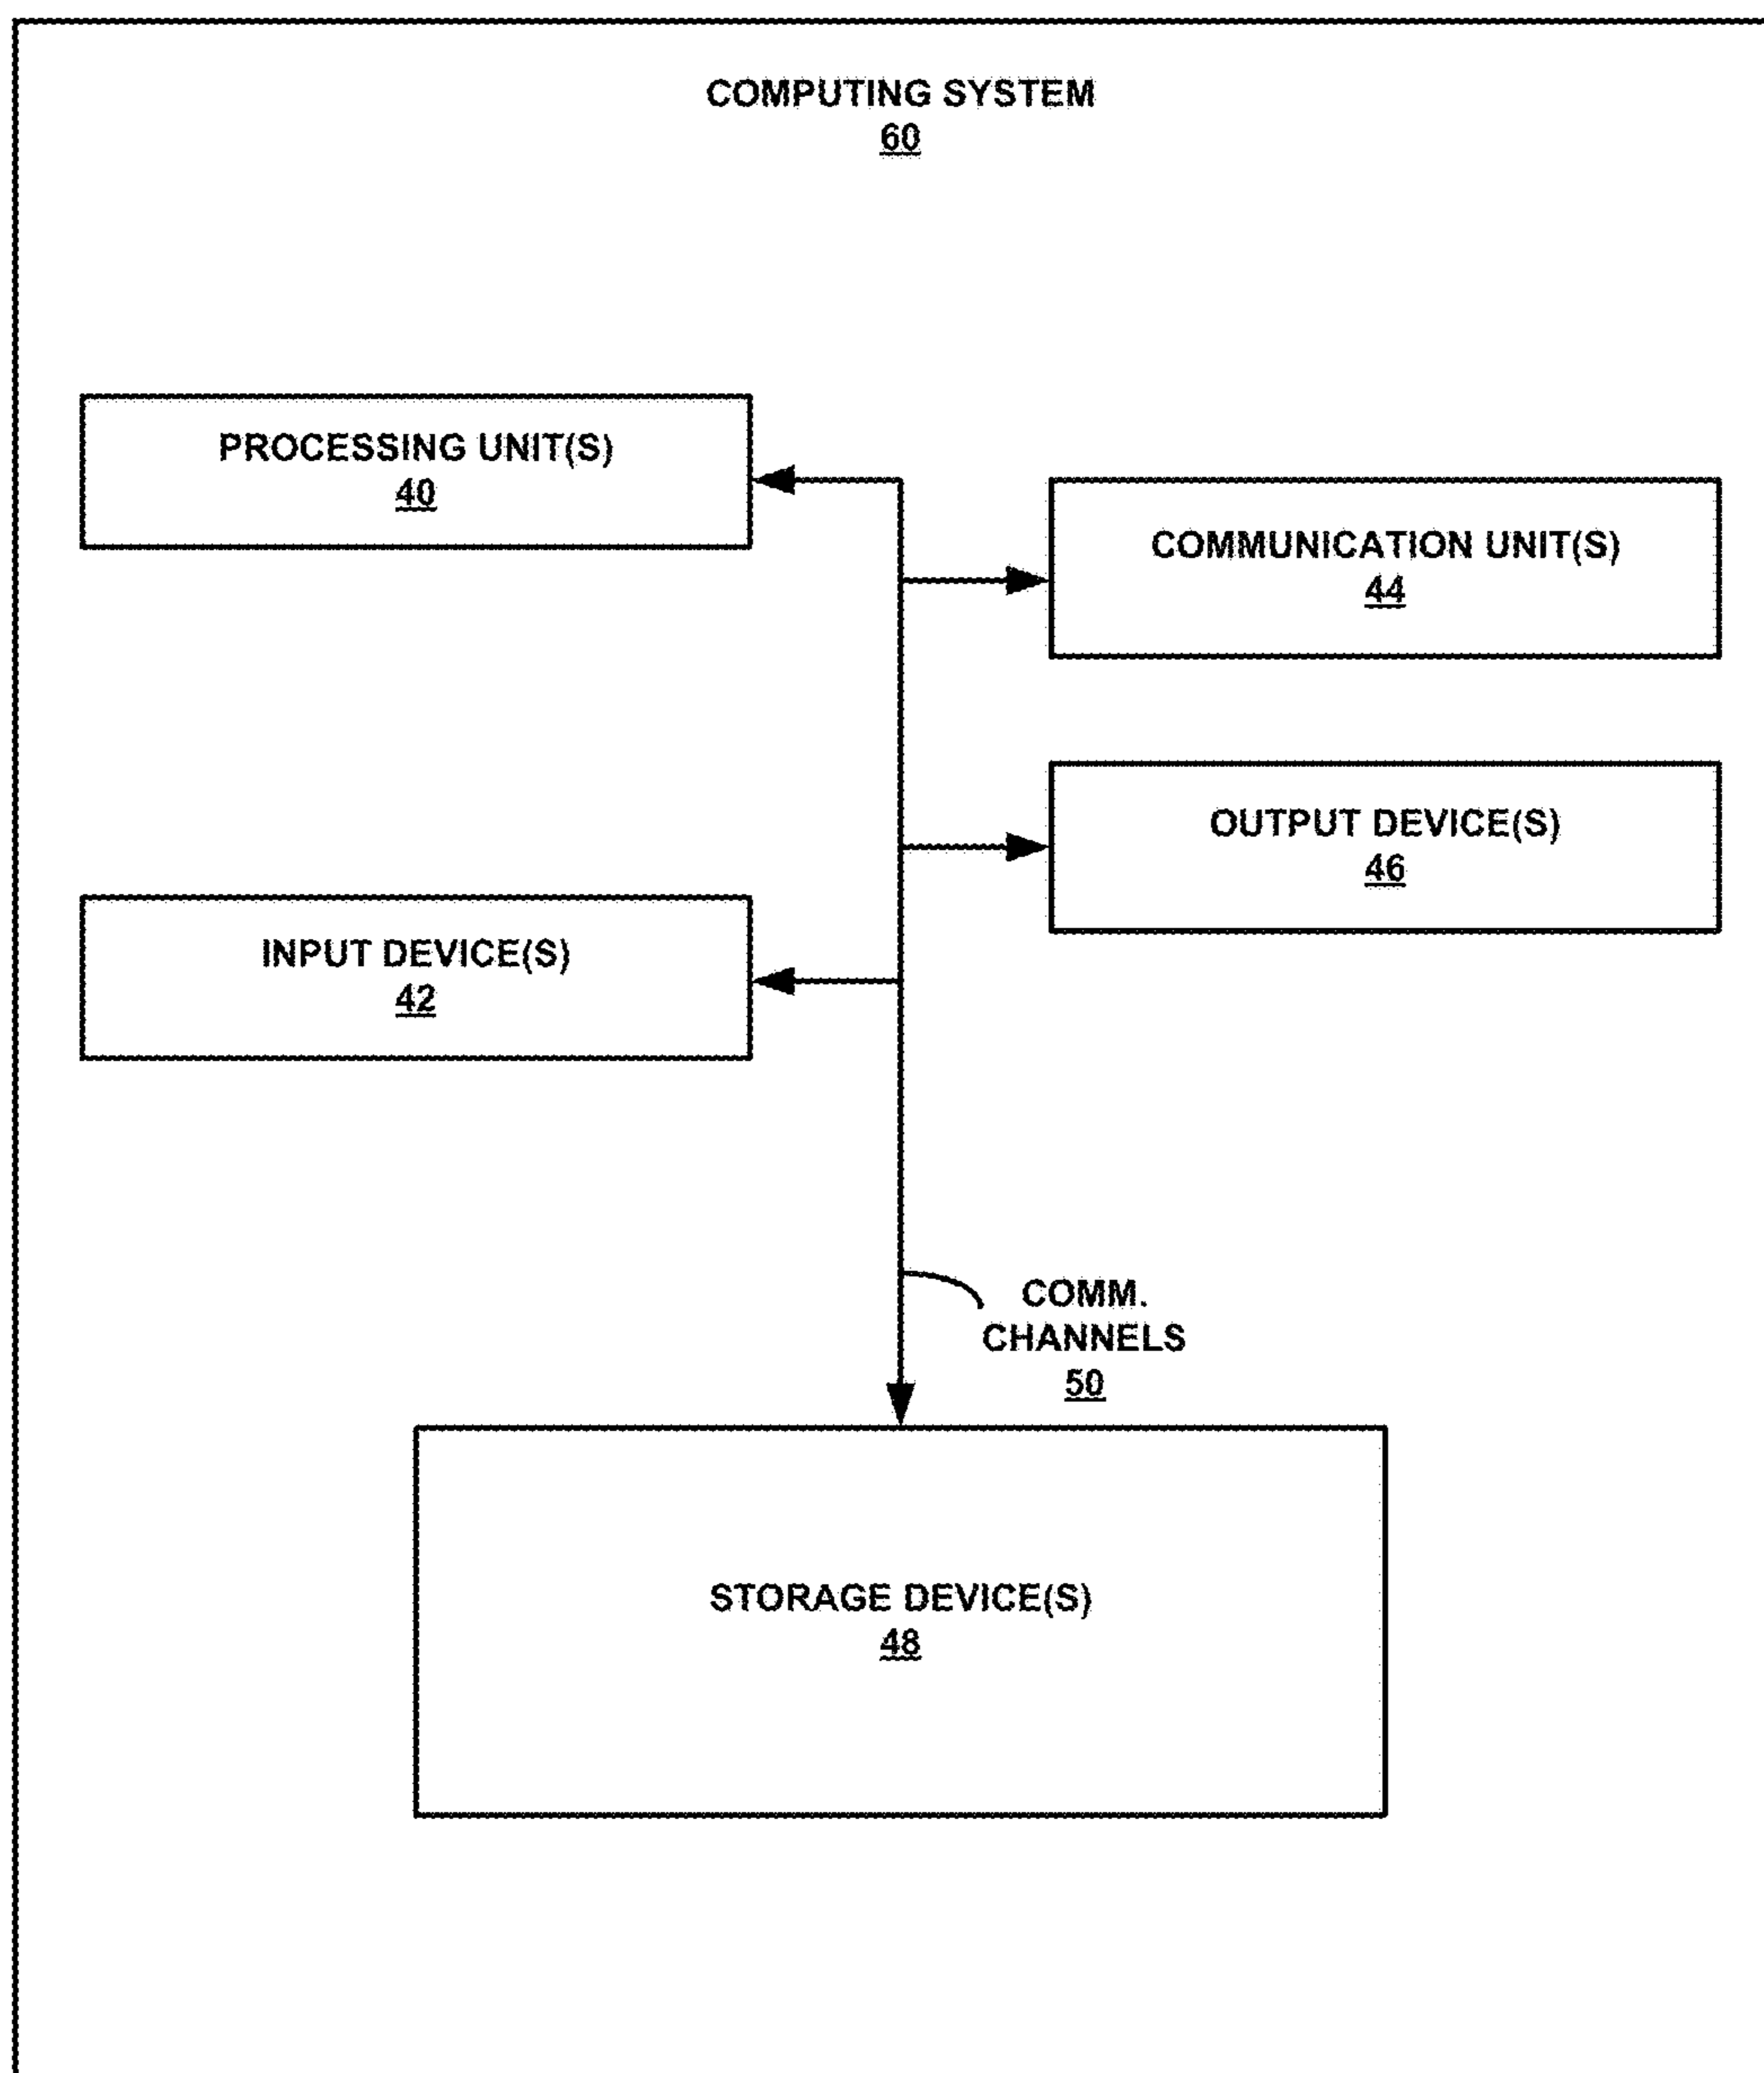 COMPUTING SYSTEM
60
PROCESSING UNIT(S)
40
COMMUNICATION UNIT(S)
44
OUTPUT DEVICE(S)
46
INPUT DEVICE(S)
42
COMM.
CHANNELS
50
STORAGE DEVICE(S)
48